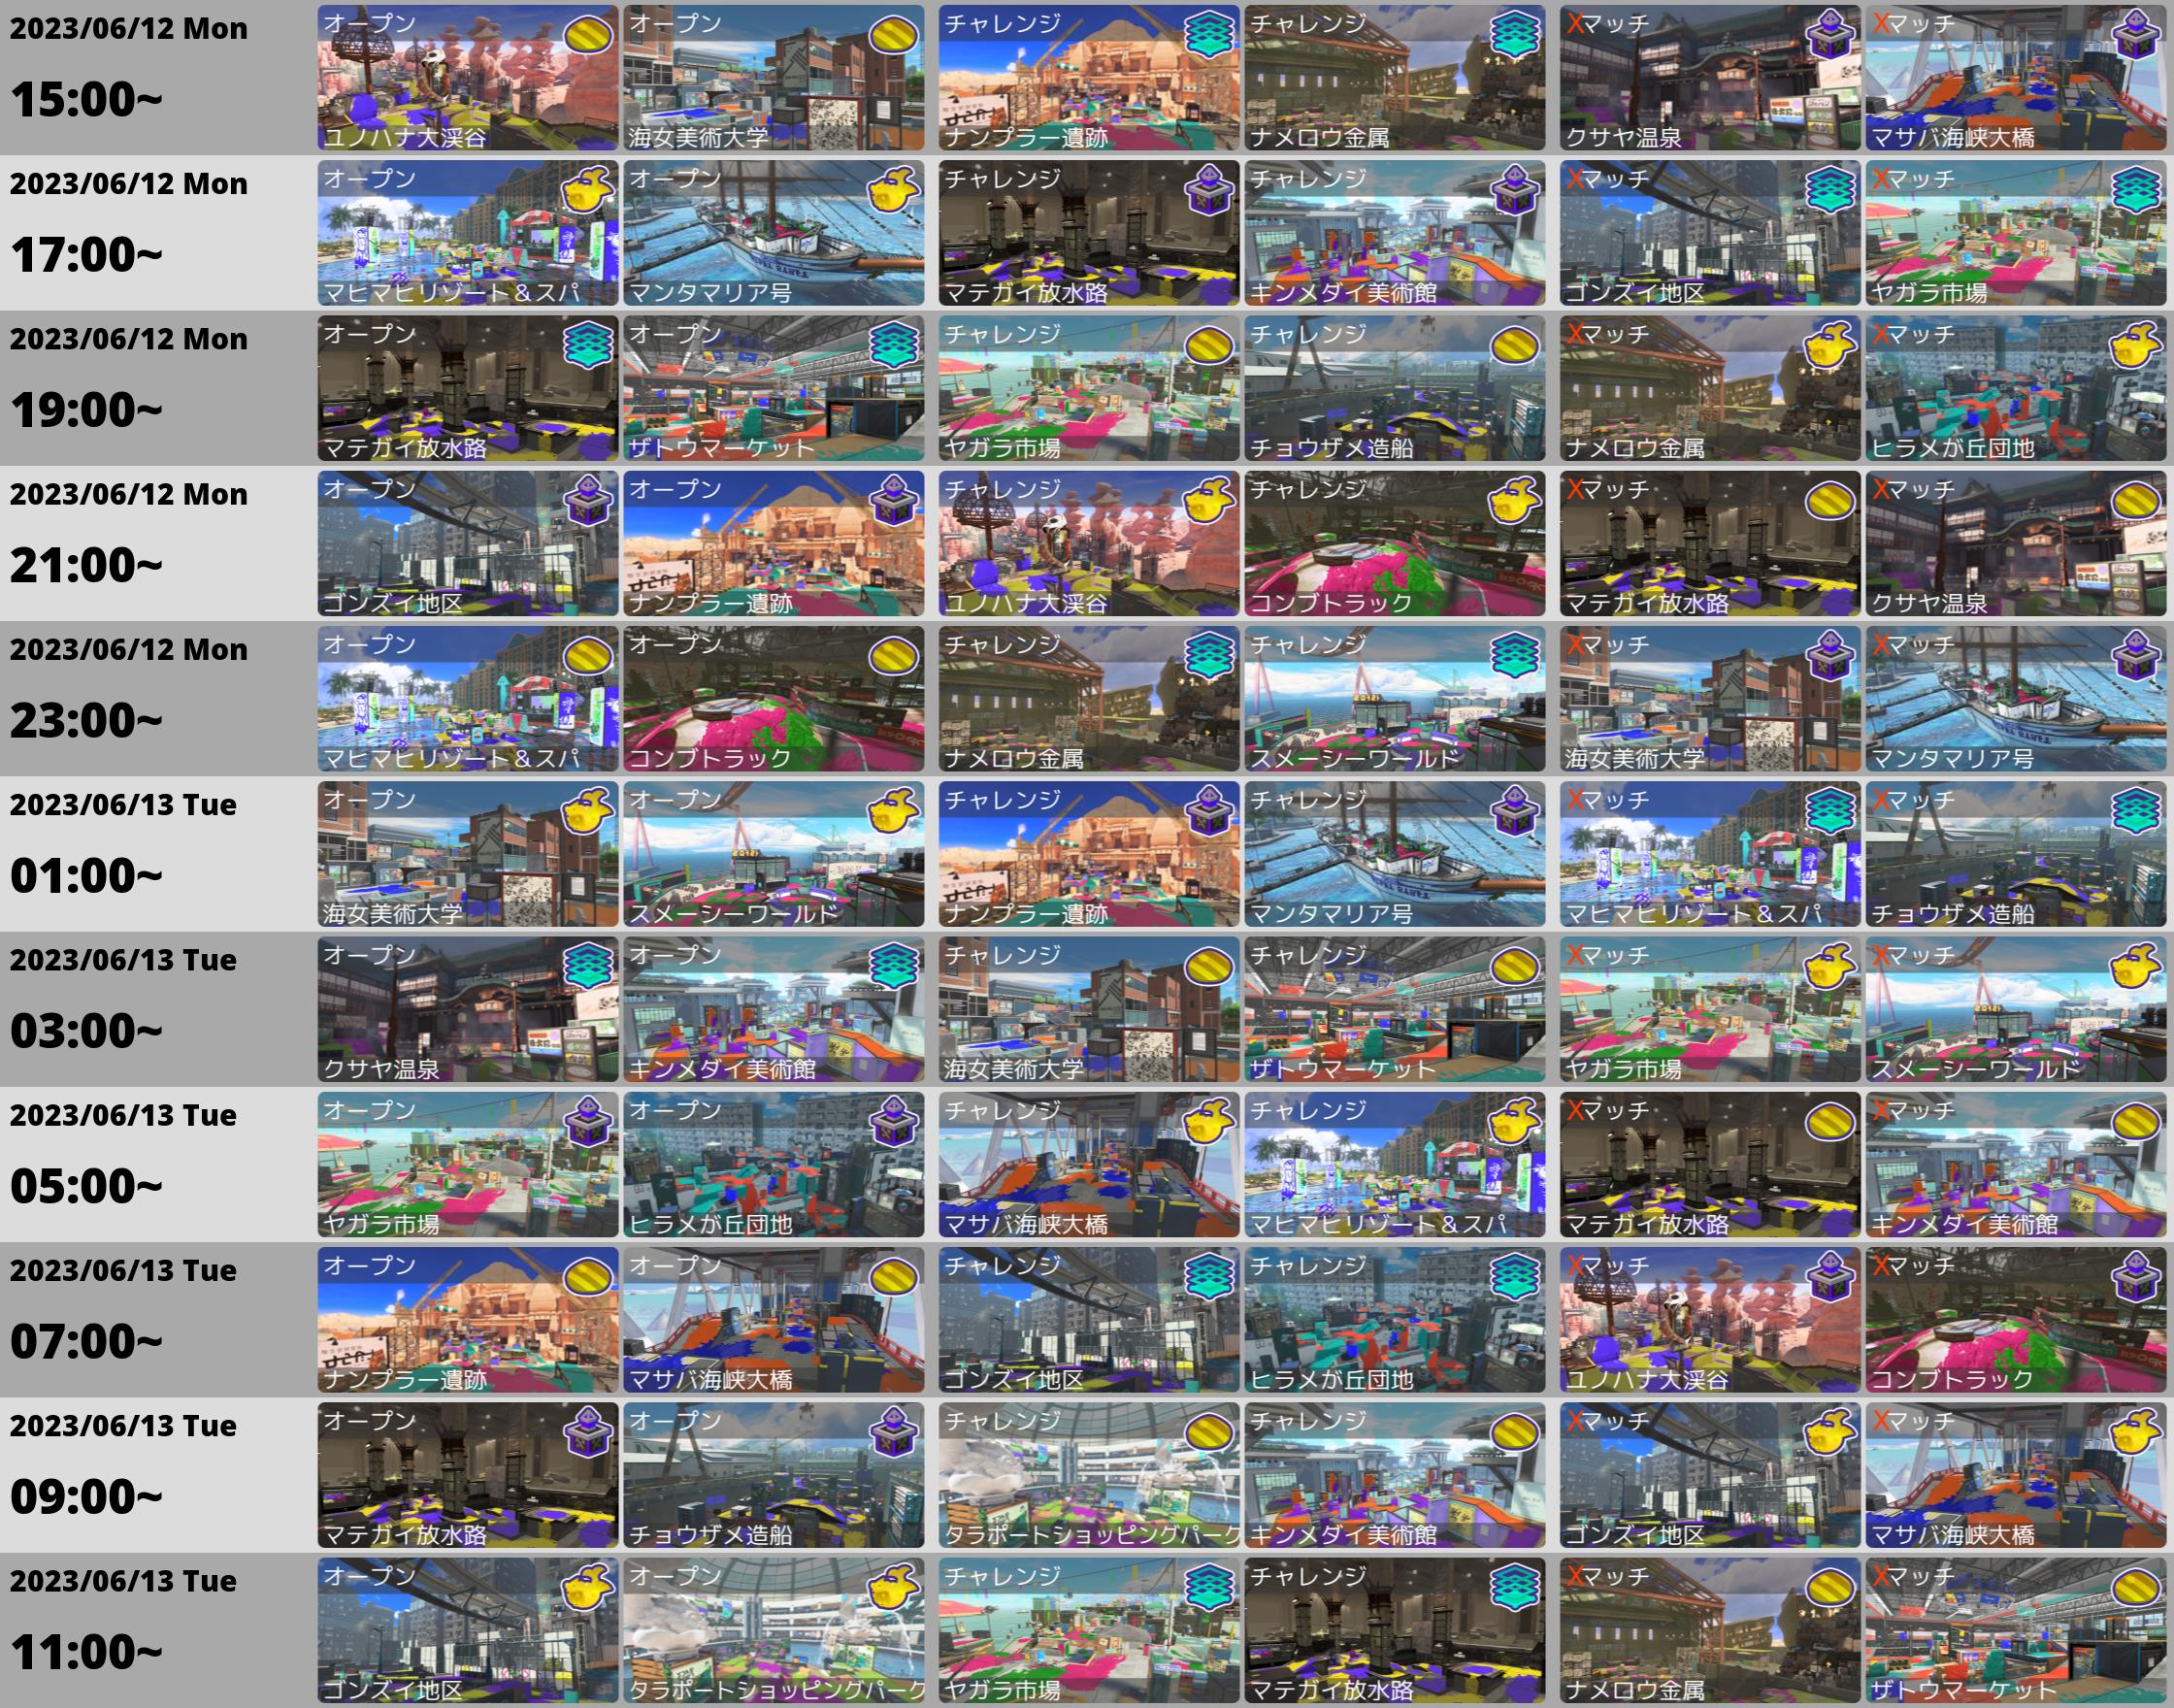 2023/06/12 Mon
15:00~
オープン
ユノハナ大渓谷
オープン
海女美術大学
チャレンジ
ナンプラー遺跡
チャレンジ
ナメロウ金属
Xマッチ
クサヤ温泉
Xマッチ
マサバ海峡大橋
2023/06/12 Mon
17:00~
オープン
マヒマヒリゾート&スパ
オープン
マンタマリア号
チャレンジ
マテガイ放水路
チャレンジ
キンメダイ美術館
Xマッチ
ゴンズイ地区
Xマッチ
ヤガラ市場
2023/06/12 Mon
19:00~
オープン
マテガイ放水路
オープン
ザトウマーケット
チャレンジ
ヤガラ市場
チャレンジ
チョウザメ造船
Xマッチ
ナメロウ金属
Xマッチ
ヒラメが丘団地
2023/06/12 Mon
21:00~
オープン
ゴンズイ地区
オープン
ナンプラー遺跡
チャレンジ
ユノハナ大渓谷
チャレンジ
コンブトラック
Xマッチ
マテガイ放水路
Xマッチ
クサヤ温泉
2023/06/12 Mon
23:00~
オープン
マヒマヒリゾート&スパ
オープン
コンブトラック
チャレンジ
ナメロウ金属
チャレンジ
スメーシーワールド
Xマッチ
海女美術大学
Xマッチ
マンタマリア号
2023/06/13 Tue
01:00~
オープン
海女美術大学
オープン
スメーシーワールド
チャレンジ
ナンプラー遺跡
チャレンジ
マンタマリア号
Xマッチ
マヒマヒリゾート&スパ
Xマッチ
チョウザメ造船
2023/06/13 Tue
03:00~
オープン
クサヤ温泉
オープン
キンメダイ美術館
チャレンジ
海女美術大学
チャレンジ
ザトウマーケット
Xマッチ
ヤガラ市場
Xマッチ
スメーシーワールド
2023/06/13 Tue
05:00~
オープン
ヤガラ市場
オープン
ヒラメが丘団地
チャレンジ
マサバ海峡大橋
チャレンジ
マヒマヒリゾート&スパ
Xマッチ
マテガイ放水路
Xマッチ
キンメダイ美術館
2023/06/13 Tue
07:00~
オープン
ナンプラー遺跡
オープン
マサバ海峡大橋
チャレンジ
ゴンズイ地区
チャレンジ
ヒラメが丘団地
Xマッチ
ユノハナ大渓谷
Xマッチ
コンブトラック
2023/06/13 Tue
09:00~
オープン
マテガイ放水路
オープン
チョウザメ造船
チャレンジ
タラポートショッピングパーク
チャレンジ
キンメダイ美術館
Xマッチ
ゴンズイ地区
Xマッチ
マサバ海峡大橋
2023/06/13 Tue
11:00~
オープン
ゴンズイ地区
オープン
タラポートショッピングパーク
チャレンジ
ヤガラ市場
チャレンジ
マテガイ放水路
Xマッチ
ナメロウ金属
Xマッチ
ザトウマーケット